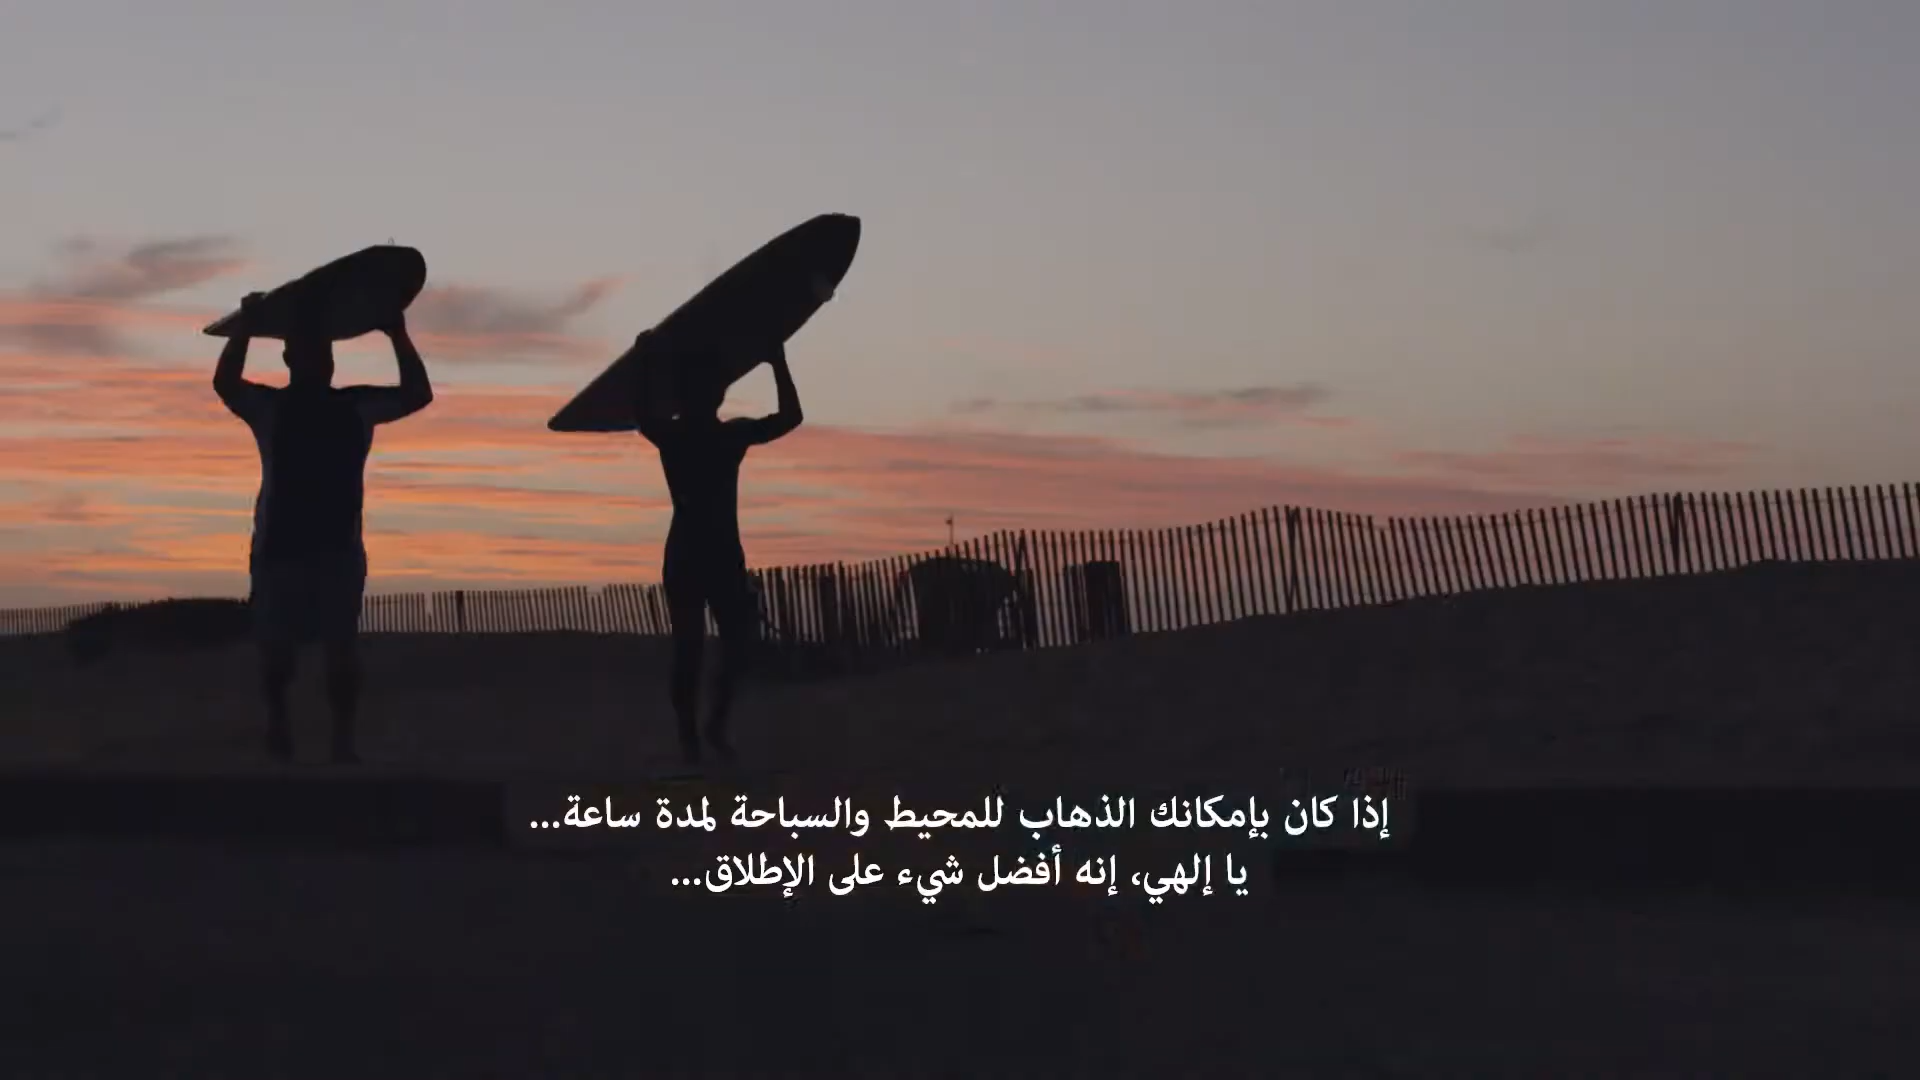 إذا كان بإمكانك الذهاب للمحيط والسباحة لمدة ساعة...
يا إلهي، إنه أفضل شيء على الإطلاق...